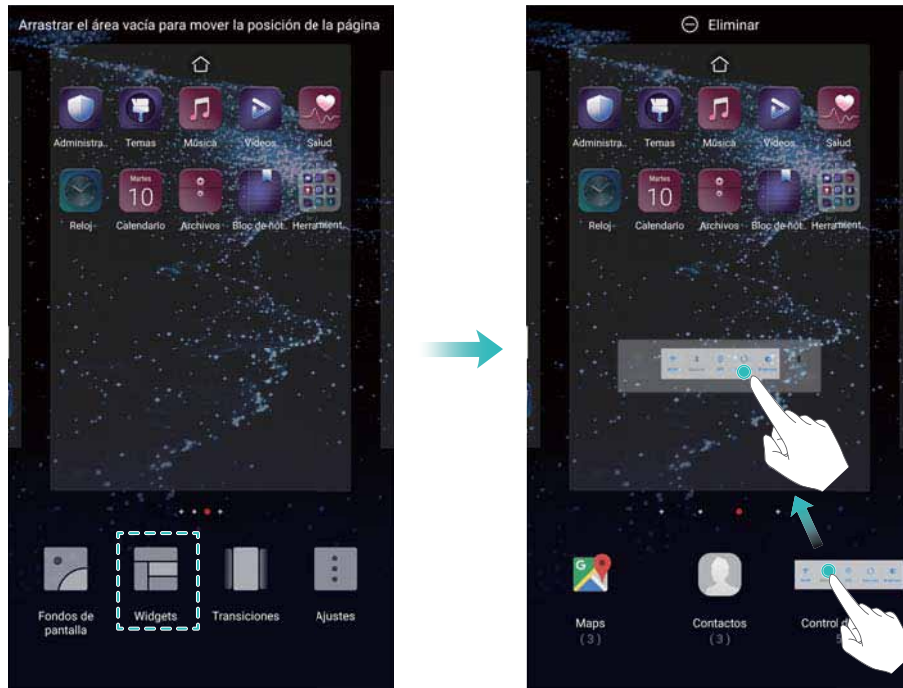 Arrastrar el área vacía para mover la posición de la página
Administra.. Temas Música Videos Salud
Martes
10
Reloj Calendario Archivos Bloc de not.. Herrament..
Fondos de pantalla
Widgets Transiciones Ajustes
Eliminar
Administra.. Temas Música Videos Salud
Martes
10
Reloj Calendario Archivos Bloc de not.. Herrament..
Maps
(3)
Contactos
(3)
Control